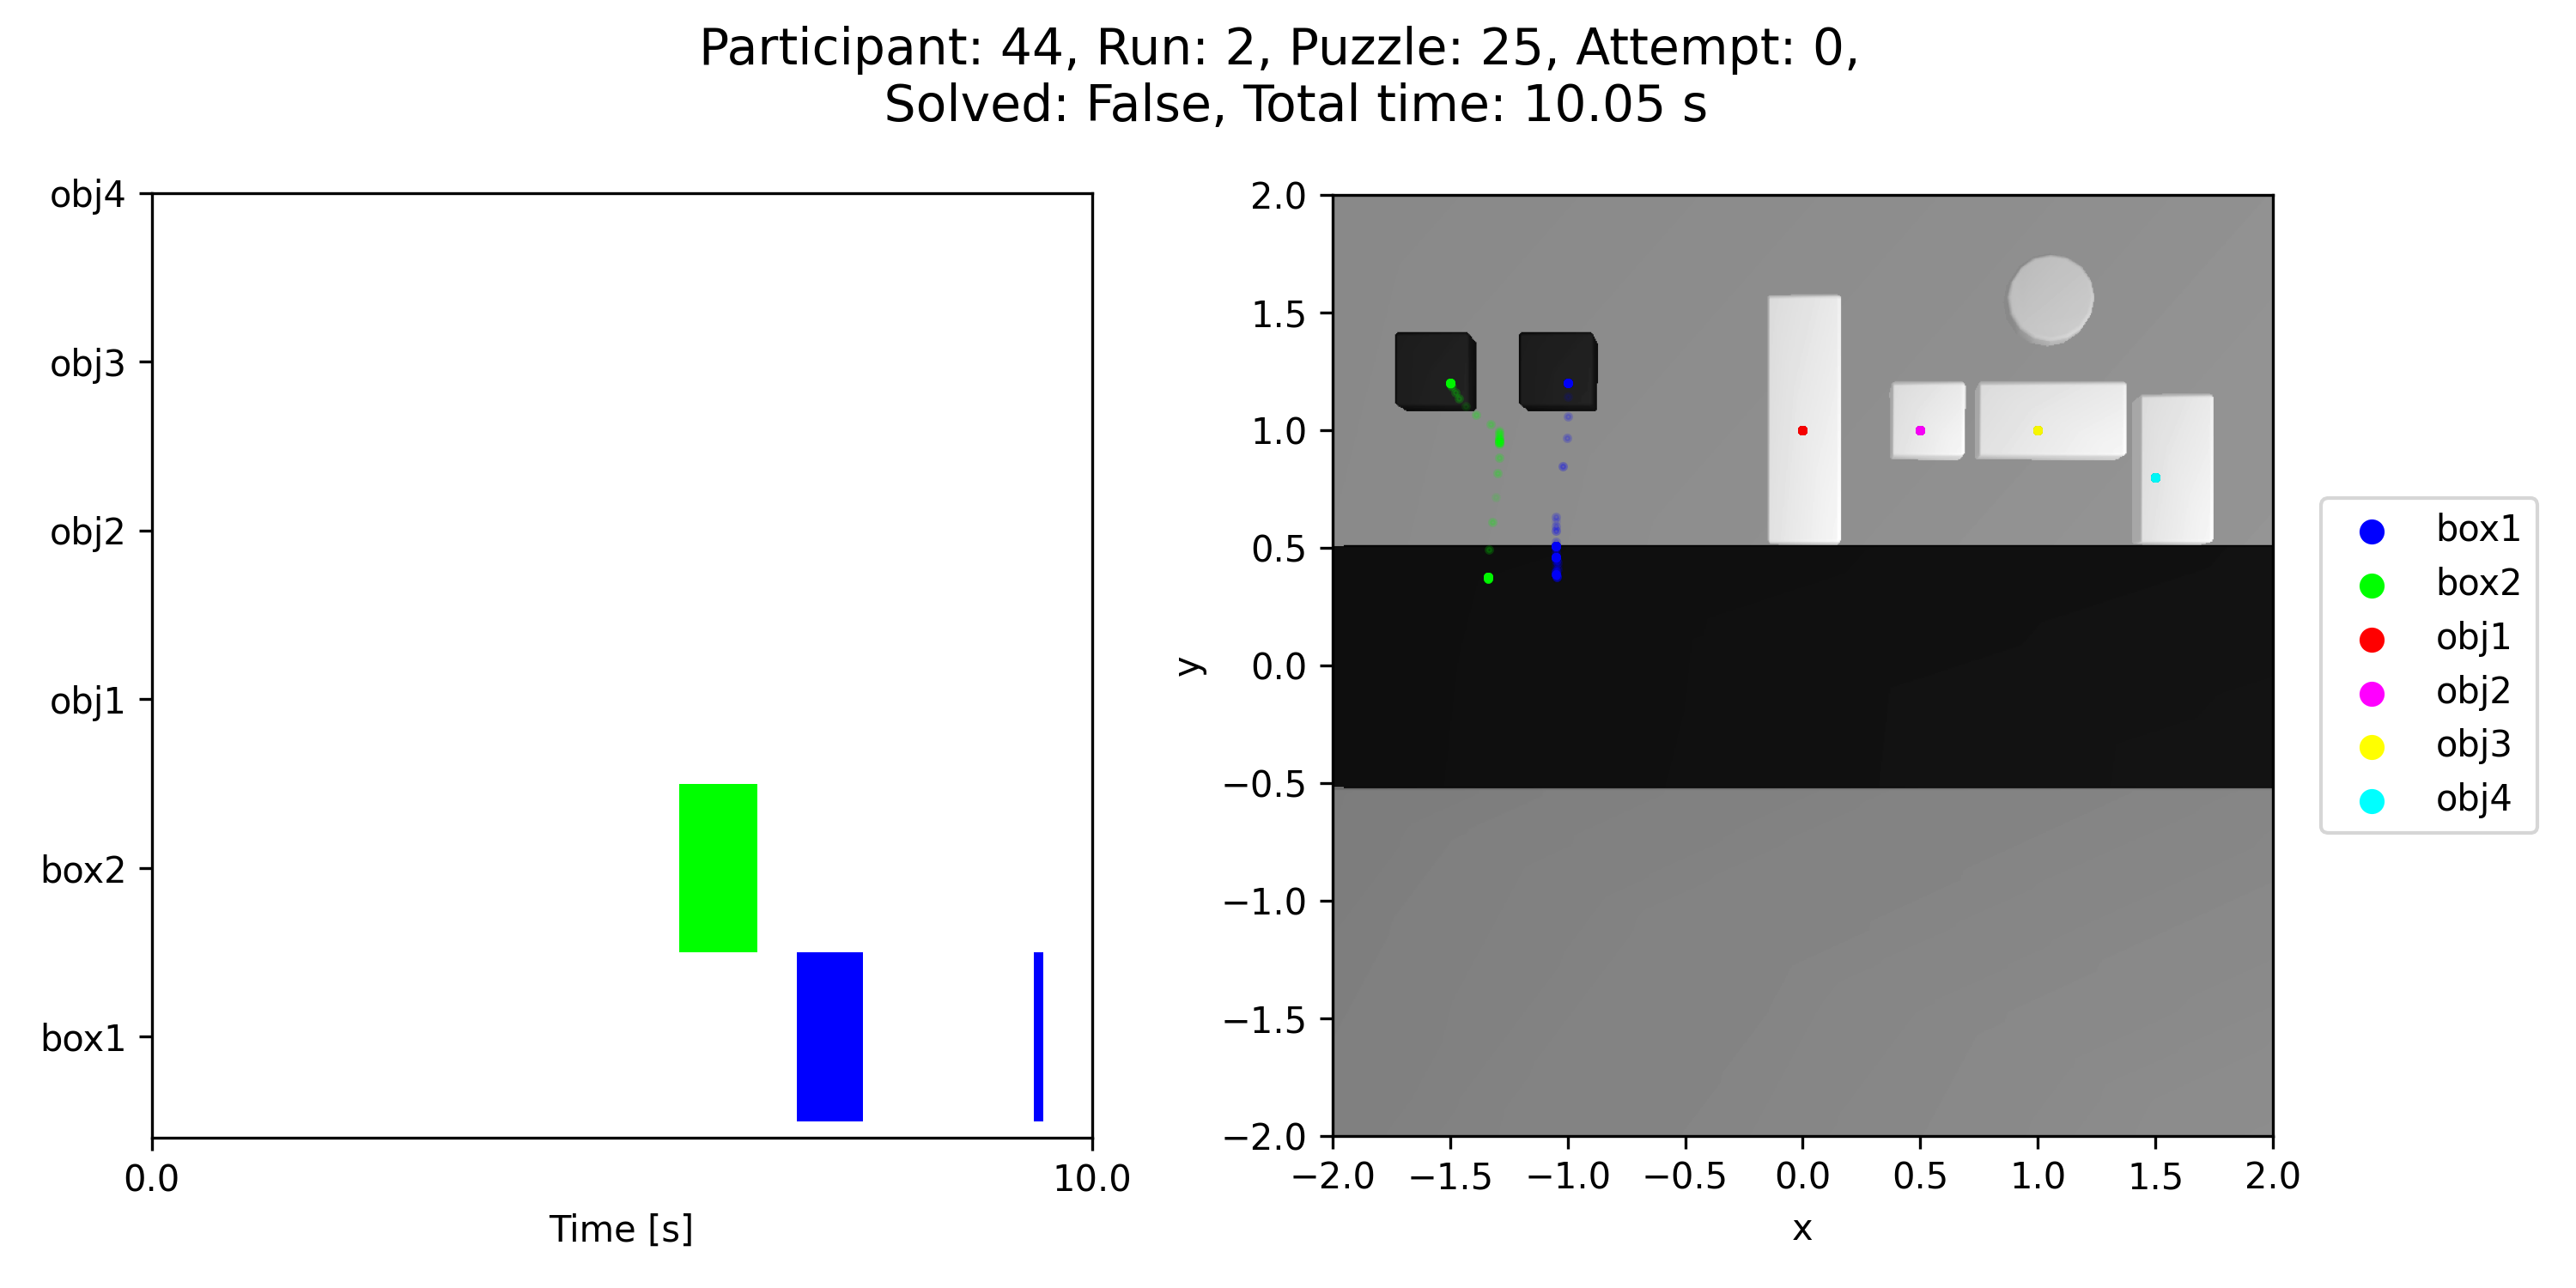 Participant: 44, Run: 2, Puzzle: 25, Attempt: 0,
Solved: False, Total time: 10.05 s
obj4
obj3
obj2
obj1
box2
box1
0.0
10.0
Time [s]
2.0
1.5
1.0
0.5
0.0
−0.5
−1.0
−1.5
−2.0
y
−2.0
−1.5
−1.0
−0.5
0.0
0.5
1.0
1.5
2.0
x
box1
box2
obj1
obj2
obj3
obj4